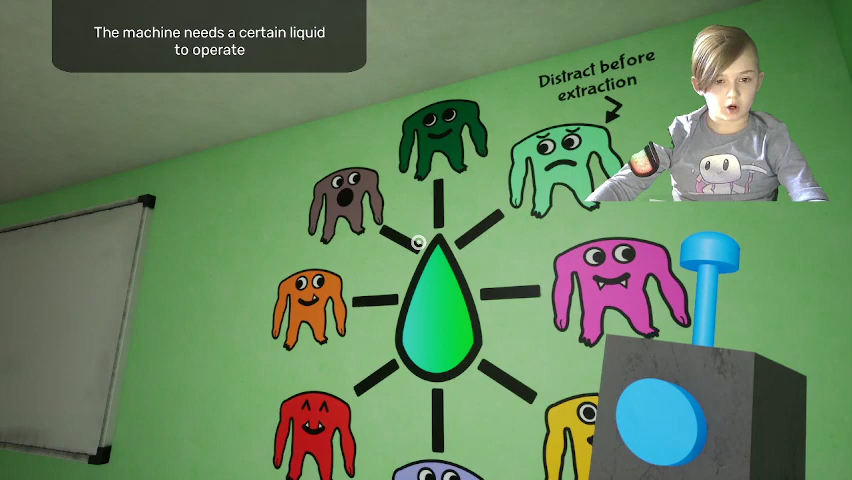 The machine needs a certain liquid
to operate
Distract before
extraction